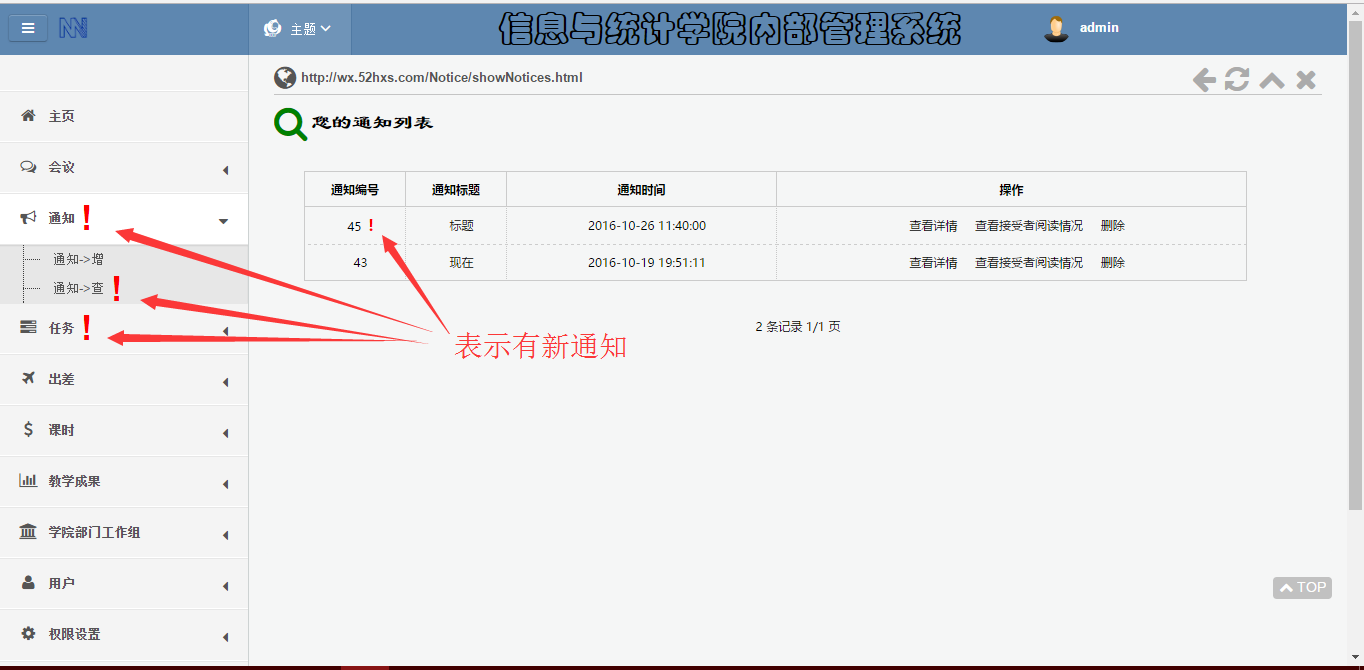 NN
主题
信息与统计学院内部管理系统
admin
http://wx.52hxs.com/Notice/showNotices.html
您的通知列表
主页
会议
通知!
通知->增
通知->查!
任务!
出差
$ 课时
教学成果
学院部门工作组
用户
权限设置
通知编号 通知标题 通知时间 操作
45 ! 标题 2016-10-26 11:40:00 查看详情 查看接受者阅读情况 删除
43 现在 2016-10-19 19:51:11 查看详情 查看接受者阅读情况 删除
2 条记录 1/1 页
表示有新通知
TOP